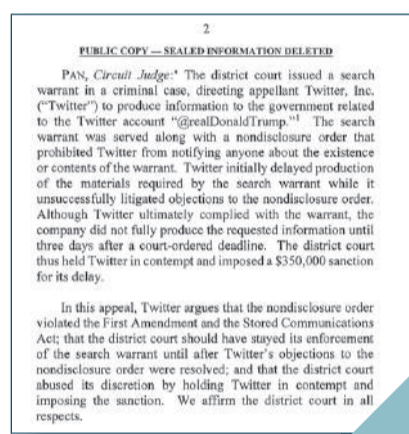 2
PUBLIC COPY — SEALED INFORMATION DELETED
PAN, Circuit Judge:* The district court issued a search
warrant in a criminal case, directing appellant Twitter, Inc.
("Twitter") to produce information to the government related
to the Twitter account "@realDonaldTrump."¹ The search
warrant was served along with a nondisclosure order that
prohibited Twitter from notifying anyone about the existence
or contents of the warrant. Twitter initially delayed production
of the materials required by the search warrant while it
unsuccessfully litigated objections to the nondisclosure order.
Although Twitter ultimately complied with the warrant, the
company did not fully produce the requested information until
three days after a court-ordered deadline. The district court
thus held Twitter in contempt and imposed a $350,000 sanction
for its delay.
In this appeal, Twitter argues that the nondisclosure order
violated the First Amendment and the Stored Communications
Act; that the district court should have stayed its enforcement
of the search warrant until after Twitter's objections to the
nondisclosure order were resolved; and that the district court
abused its discretion by holding Twitter in contempt and
imposing the sanction. We affirm the district court in all
respects.